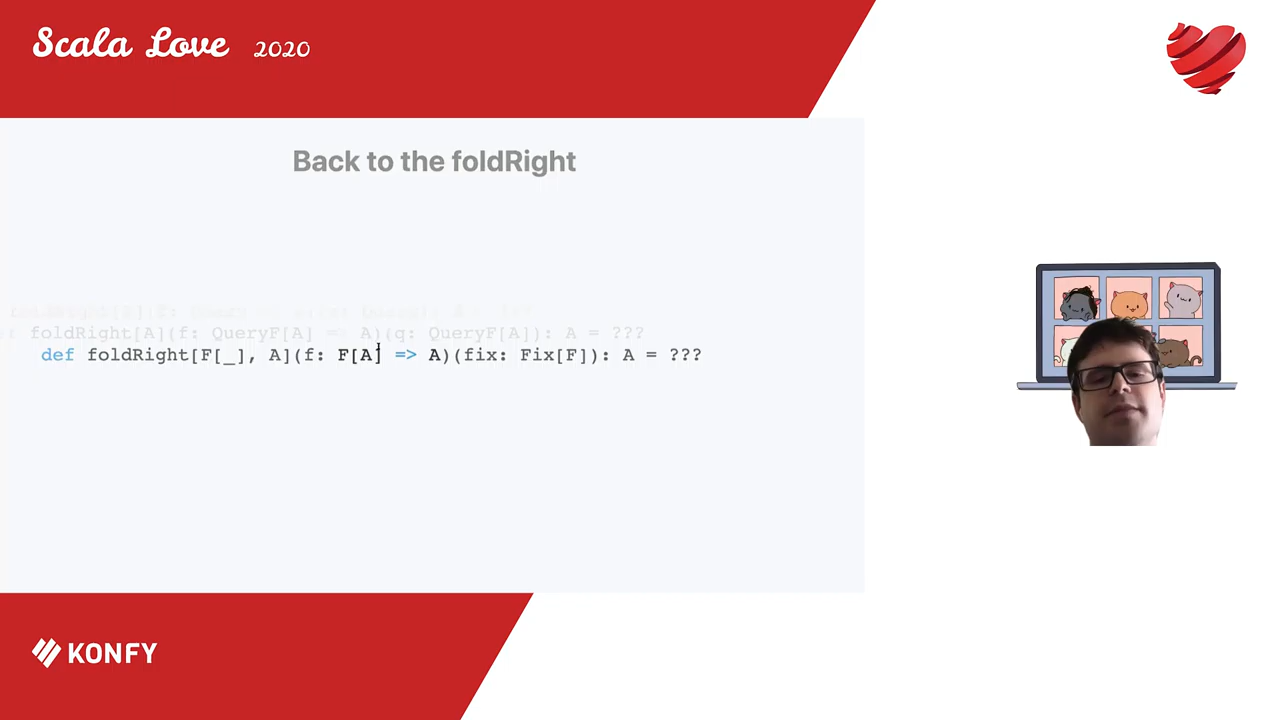 Scala Love 2020
Back to the foldRight
foldRight[A](f: QueryF[A] => A)(q: QueryF[A]): A = ???
def foldRight[F[_], A](f: F[A] => A)(fix: Fix[F]): A = ???
KONFY